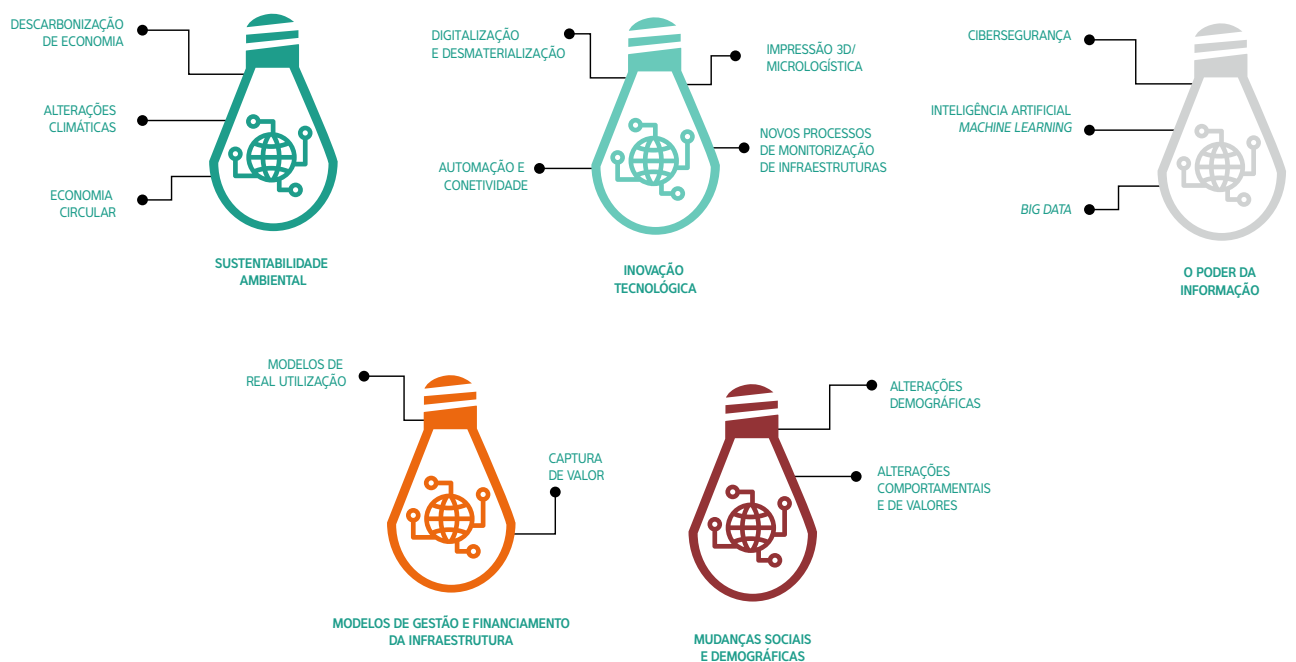 DESCARBONIZAÇÃO
DE ECONOMIA
ALTERAÇÕES
CLIMÁTICAS
ECONOMIA
CIRCULAR
SUSTENTABILIDADE
AMBIENTAL
DIGITALIZAÇÃO
E DESMATERIALIZAÇÃO
IMPRESSÃO 3D/
MICROLOGÍSTICA
AUTOMAÇÃO E
CONETIVIDADE
NOVOS PROCESSOS
DE MONITORIZAÇÃO
DE INFRAESTRUTURAS
INOVAÇÃO
TECNOLÓGICA
CIBERSEGURANÇA
INTELIGÊNCIA ARTIFICIAL
MACHINE LEARNING
BIG DATA
O PODER DA
INFORMAÇÃO
MODELOS DE
REAL UTILIZAÇÃO
CAPTURA
DE VALOR
MODELOS DE GESTÃO E FINANCIAMENTO
DA INFRAESTRUTURA
ALTERAÇÕES
DEMOGRÁFICAS
ALTERAÇÕES
COMPORTAMENTAIS
E DE VALORES
MUDANÇAS SOCIAIS
E DEMOGRÁFICAS